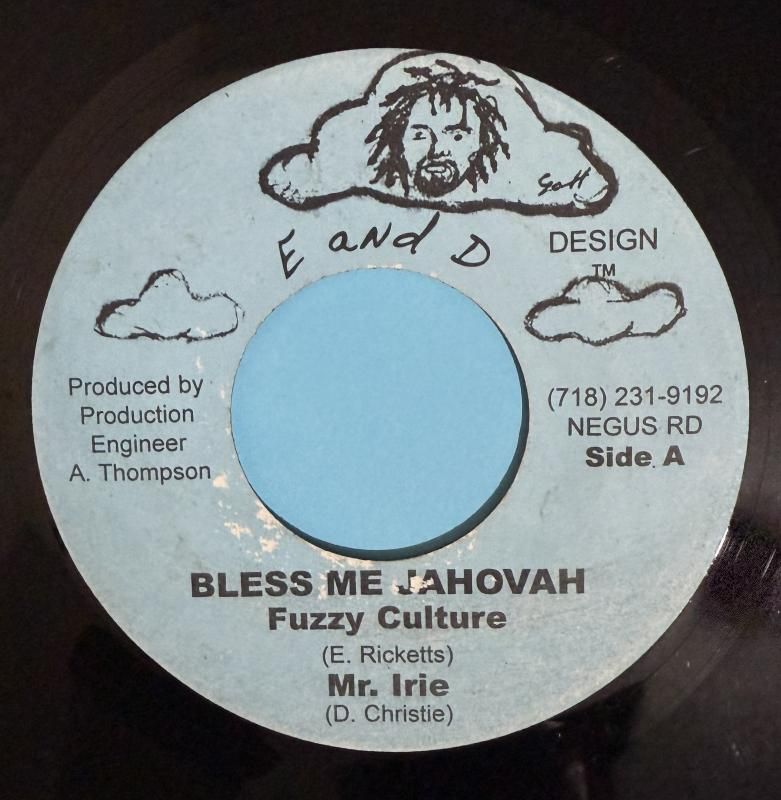 E aNd D
DESIGN
TM
Produced by
Production
Engineer
A. Thompson
(718) 231-9192
NEGUS RD
Side A
BLESS ME JAHOVAH
Fuzzy Culture
(E. Ricketts)
Mr. Irie
(D. Christie)